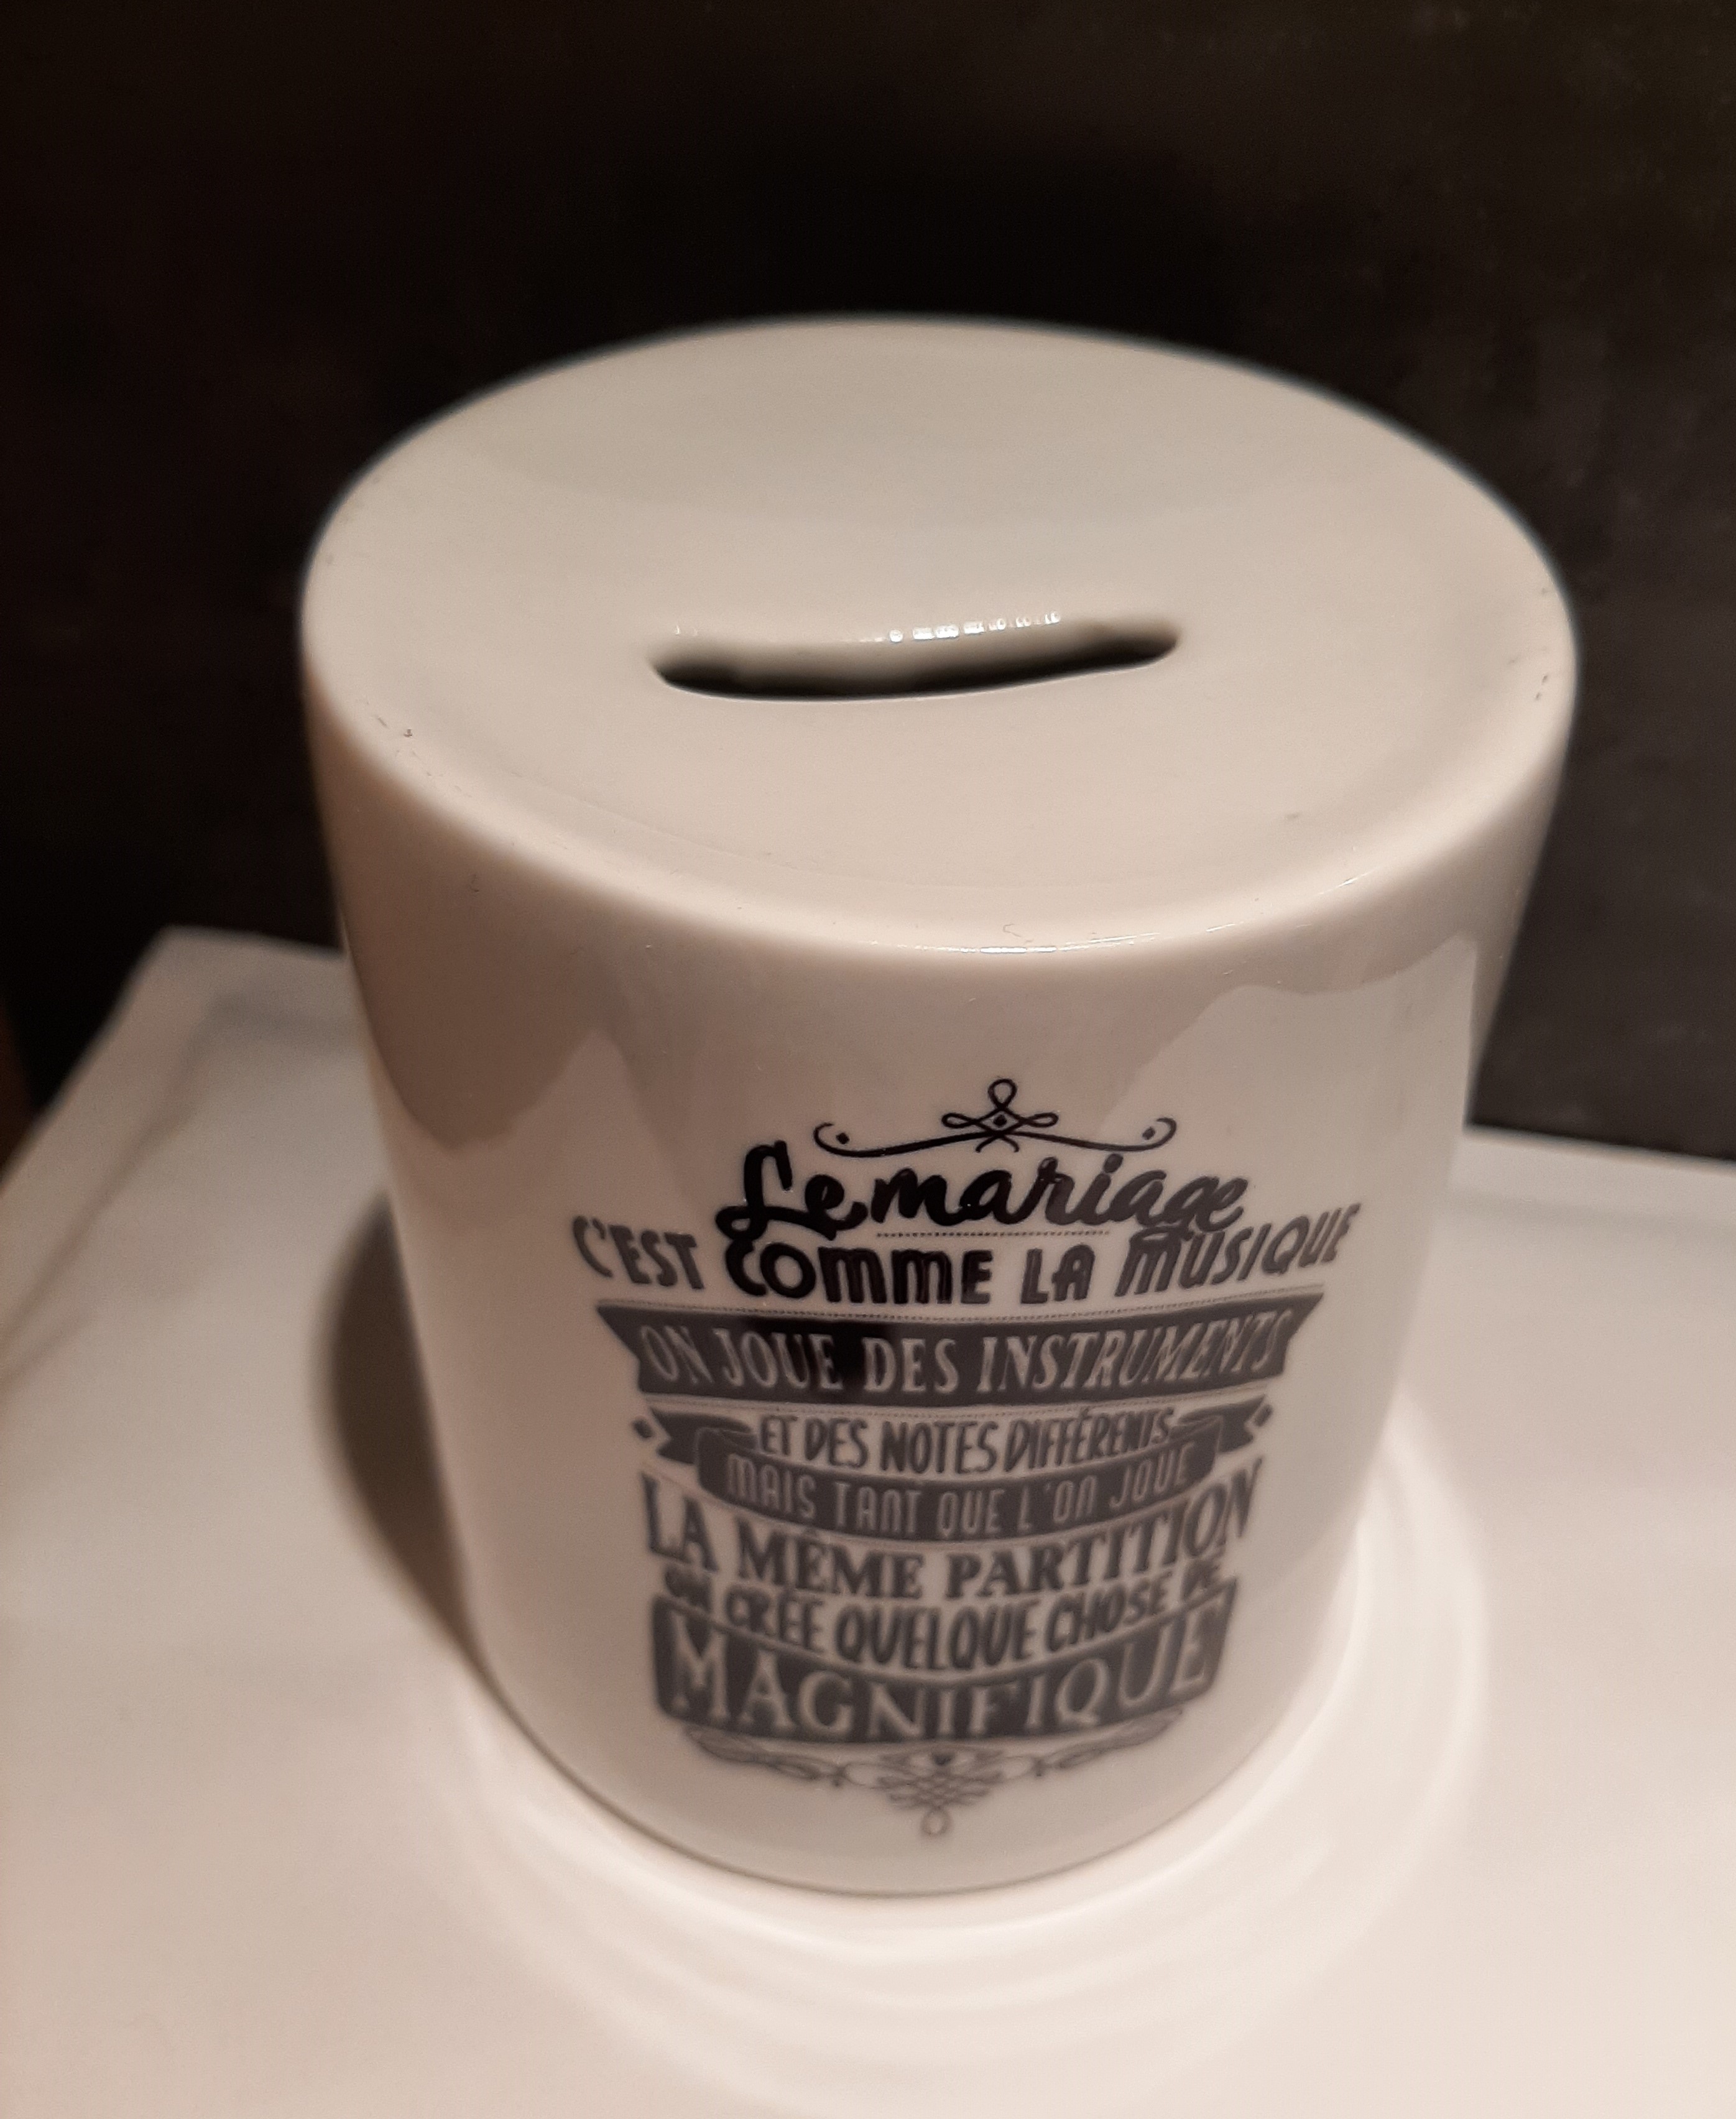 Le mariage
C'EST COMME LA MUSIQUE
ON JOUE DES INSTRUMENTS
ET DES NOTES DIFFÉRENTS
MAIS TANT QUE L'ON JOUE
LA MÊME PARTITION
ON CRÉE QUELQUE CHOSE DE
MAGNIFIQUE